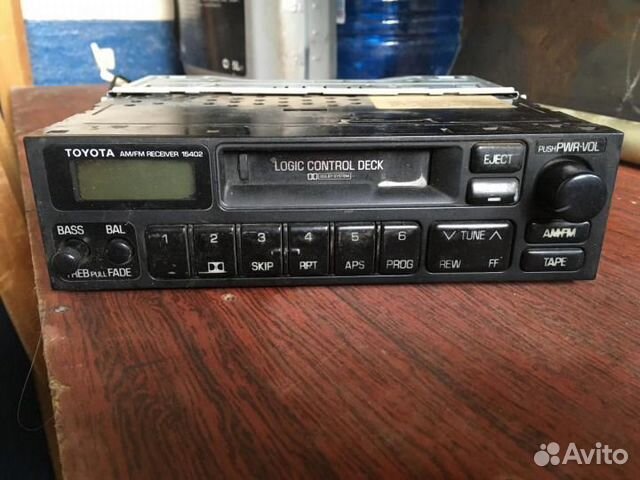 TOYOTA AM/FM RECEIVER 15402
LOGIC CONTROL DECK
DOLBY SYSTEM
EJECT
PUSH PWR·VOL
BASS BAL
TREB PULL FADE
1 2 3 4 5 6
SKIP RPT APS PROG
TUNE
REW FF
AM·FM
TAPE
Avito